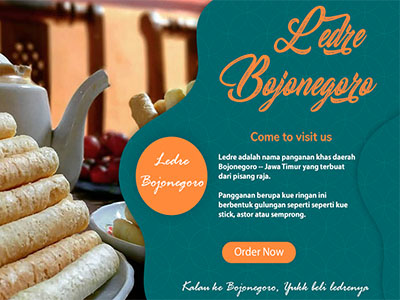 Ledre
Bojonegoro
Come to visit us
Ledre
Bojonegoro
Ledre adalah nama panganan khas daerah
Bojonegoro – Jawa Timur yang terbuat
dari pisang raja.
Pangganan berupa kue ringan ini
berbentuk gulungan seperti seperti kue
stick, astor atau semprong.
Order Now
Kalau ke Bojonegoro, Yukk beli ledrenya